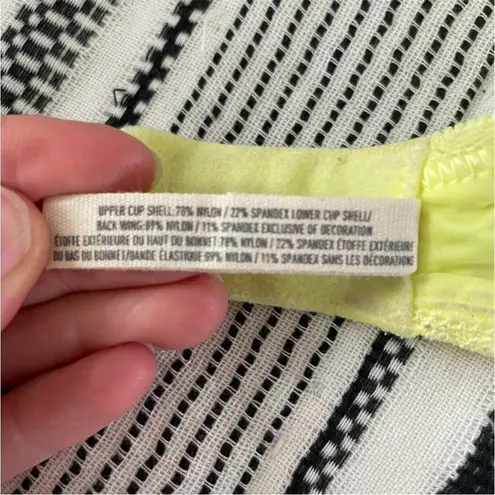 UPPER CUP SHELL 78% NYLON / 22% SPANDEX LOWER CUP SHELL/
BACK WING:89% NYLON / 11% SPANDEX EXCLUSIVE OF DECORATION
ÉTOFFE EXTÉRIEURE DU HAUT DU BONNET 78% NYLON / 22% SPANDEX ÉTOFFE EXTÉRIEURE
DU BAS DU BONNET/BANDE ÉLASTIQUE:89% NYLON / 11% SPANDEX SANS LES DÉCORATIONS